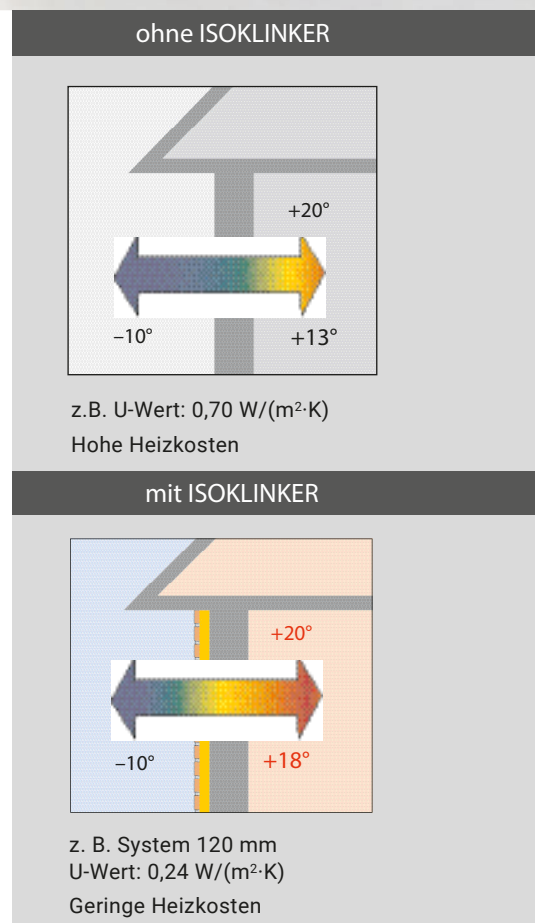 ohne ISOKLINKER
+20°
–10°
+13°
z.B. U-Wert: 0,70 W/(m²·K)
Hohe Heizkosten
mit ISOKLINKER
+20°
–10°
+18°
z. B. System 120 mm
U-Wert: 0,24 W/(m²·K)
Geringe Heizkosten